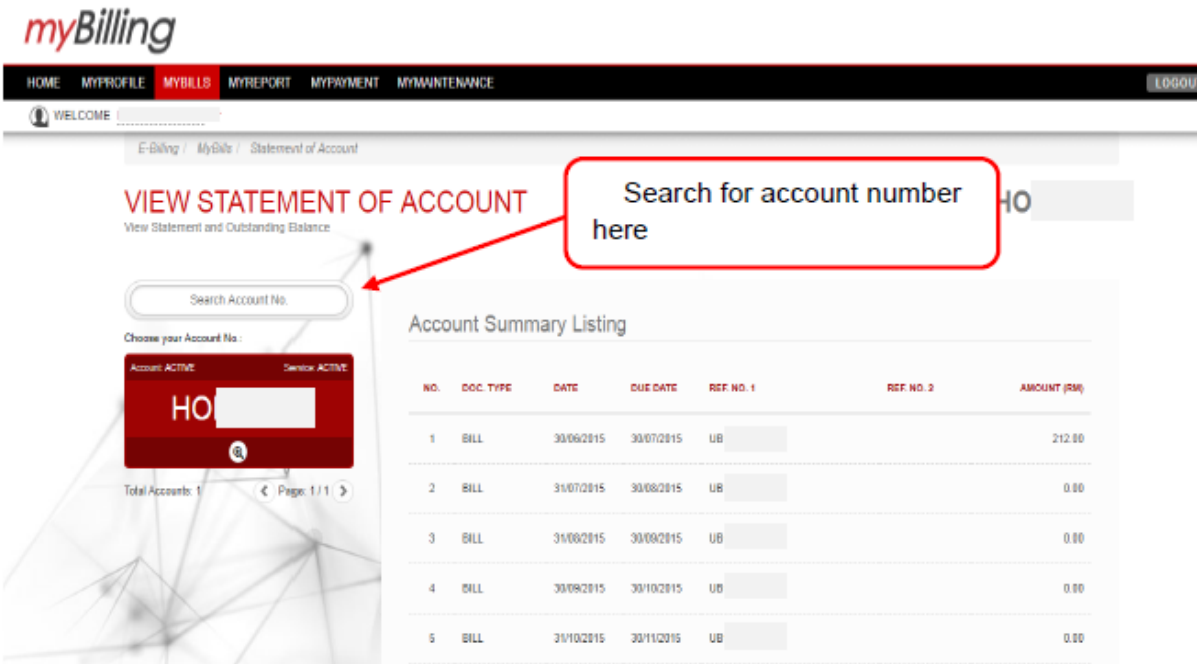 myBilling
HOME MYPROFILE MYBILLS MYREPORT MYPAYMENT MYMAINTENANCE LOGOU
WELCOME
E-Billing / MyBills / Statement of Account
VIEW STATEMENT OF ACCOUNT
View Statement and Outstanding Balance
Search for account number
here
HO
Search Account No.
Choose your Account No.:
Account: ACTIVE Service: ACTIVE
HO
Total Accounts: 1 Page: 1 / 1
Account Summary Listing
NO. DOC. TYPE DATE DUE DATE REF. NO. 1 REF. NO. 2 AMOUNT (RM)
1 BILL 30/06/2015 30/07/2015 UB 212.00
2 BILL 31/07/2015 30/08/2015 UB 0.00
3 BILL 31/08/2015 30/09/2015 UB 0.00
4 BILL 30/09/2015 30/10/2015 UB 0.00
5 BILL 31/10/2015 30/11/2015 UB 0.00